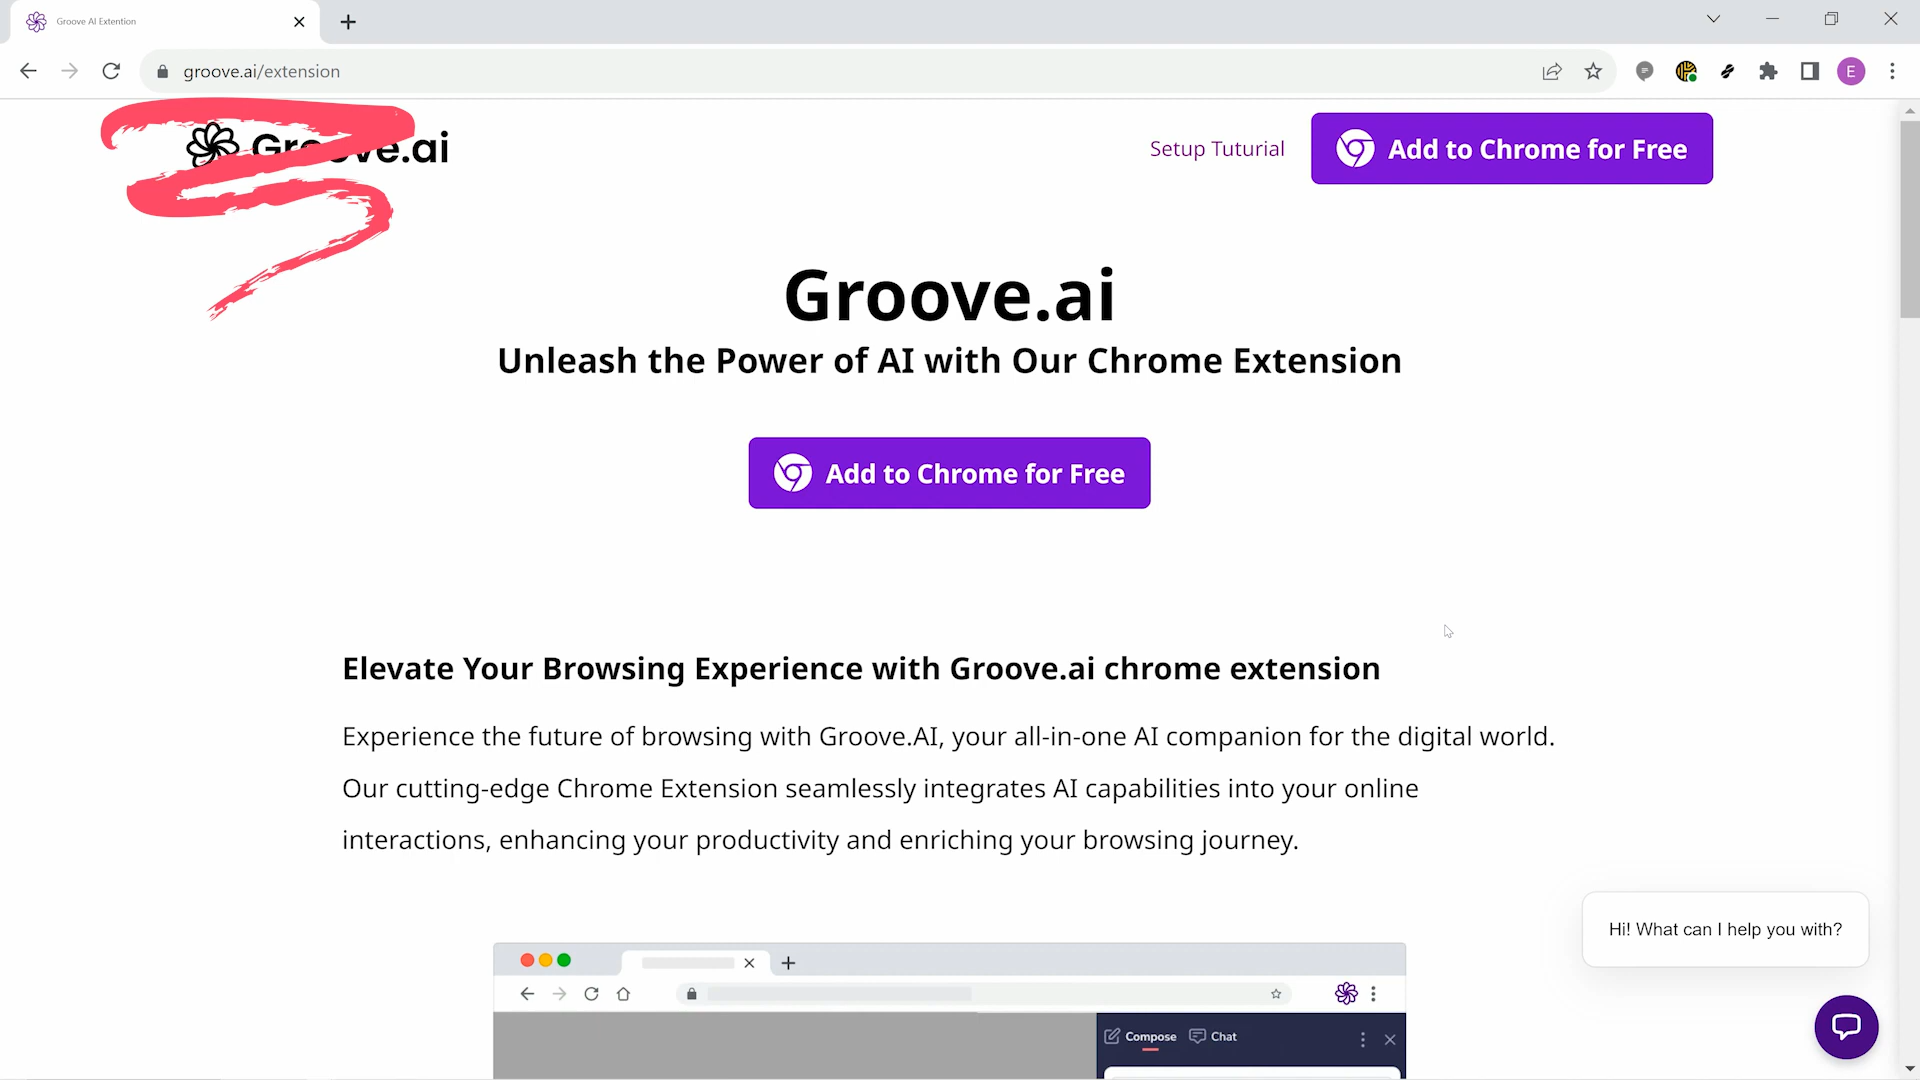 Groove AI Extention
groove.ai/extension
E
Groove.ai
Setup Tuturial
Add to Chrome for Free
Groove.ai
Unleash the Power of AI with Our Chrome Extension
Add to Chrome for Free
Elevate Your Browsing Experience with Groove.ai chrome extension
Experience the future of browsing with Groove.AI, your all-in-one AI companion for the digital world.
Our cutting-edge Chrome Extension seamlessly integrates AI capabilities into your online
interactions, enhancing your productivity and enriching your browsing journey.
Hi! What can I help you with?
Compose
Chat